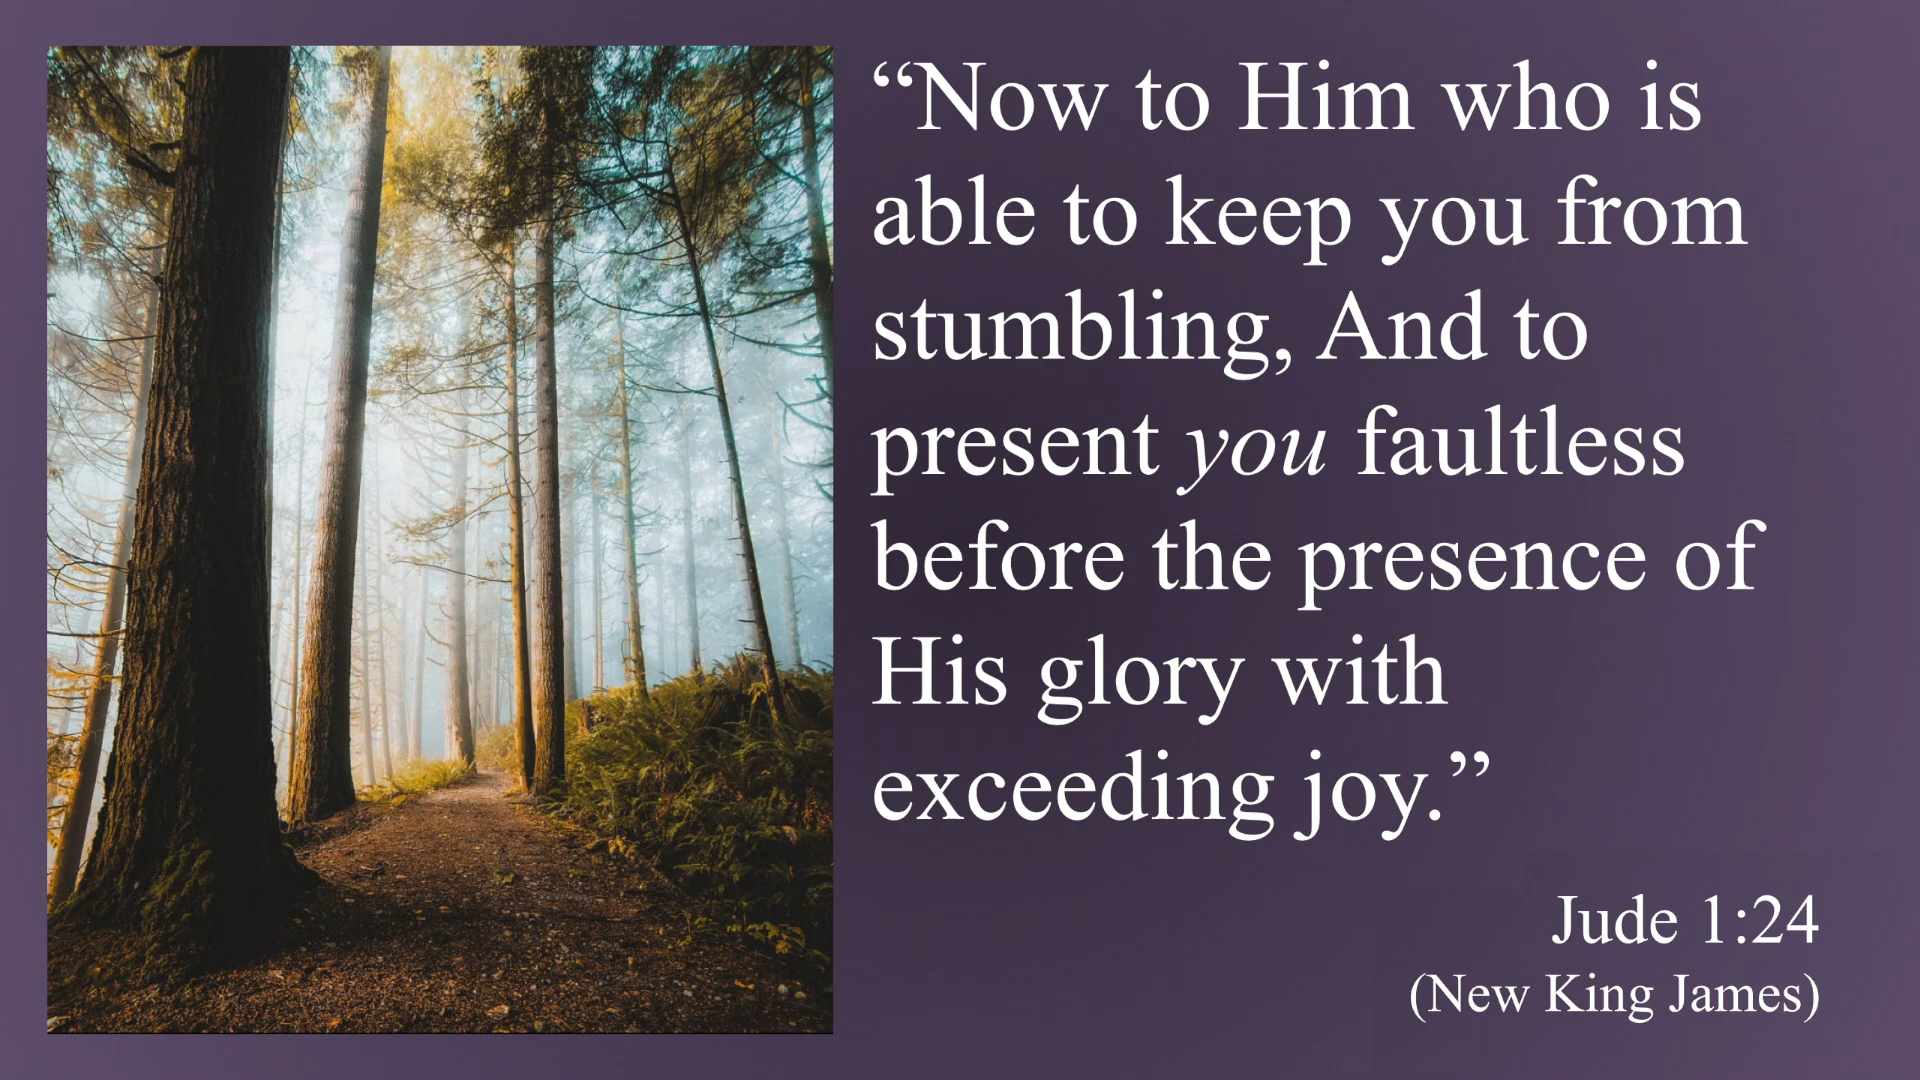 “Now to Him who is
able to keep you from
stumbling, And to
present you faultless
before the presence of
His glory with
exceeding joy.”
Jude 1:24
(New King James)